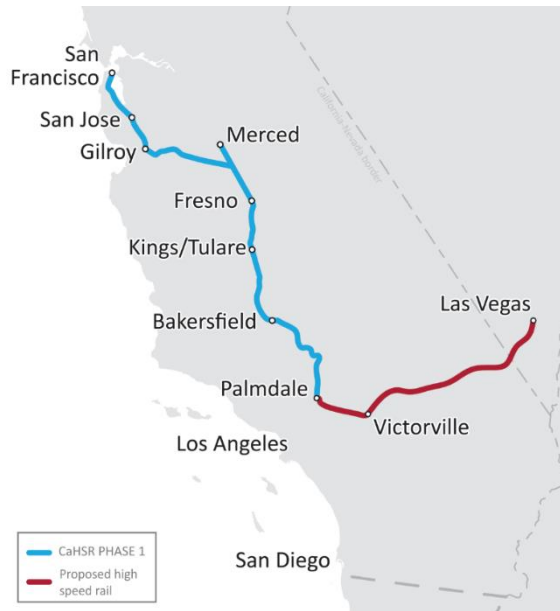 San
Francisco
San Jose
Gilroy
Merced
California-Nevada border
Fresno
Kings/Tulare
Bakersfield
Las Vegas
Palmdale
Victorville
Los Angeles
San Diego
CaHSR PHASE 1
Proposed high
speed rail